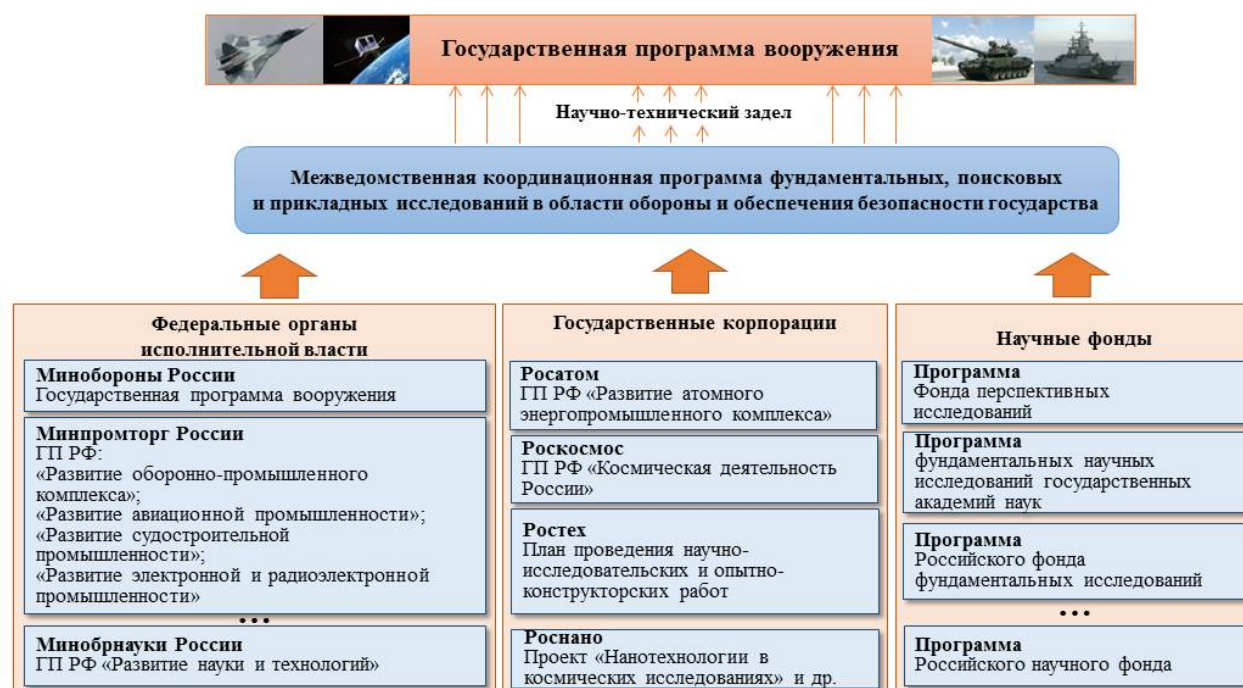 Государственная программа вооружения
Научно-технический задел
Межведомственная координационная программа фундаментальных, поисковых
и прикладных исследований в области обороны и обеспечения безопасности государства
Федеральные органы
исполнительной власти
Минобороны России
Государственная программа вооружения
Минпромторг России
ГП РФ:
«Развитие оборонно-промышленного
комплекса»;
«Развитие авиационной промышленности»;
«Развитие судостроительной
промышленности»;
«Развитие электронной и радиоэлектронной
промышленности»
...
Минобрнауки России
ГП РФ «Развитие науки и технологий»
Государственные корпорации
Росатом
ГП РФ «Развитие атомного
энергопромышленного комплекса»
Роскосмос
ГП РФ «Космическая деятельность
России»
Ростех
План проведения научно-
исследовательских и опытно-
конструкторских работ
Роснано
Проект «Нанотехнологии в
космических исследованиях» и др.
Научные фонды
Программа
Фонда перспективных
исследований
Программа
фундаментальных научных
исследований государственных
академий наук
Программа
Российского фонда
фундаментальных исследований
...
Программа
Российского научного фонда